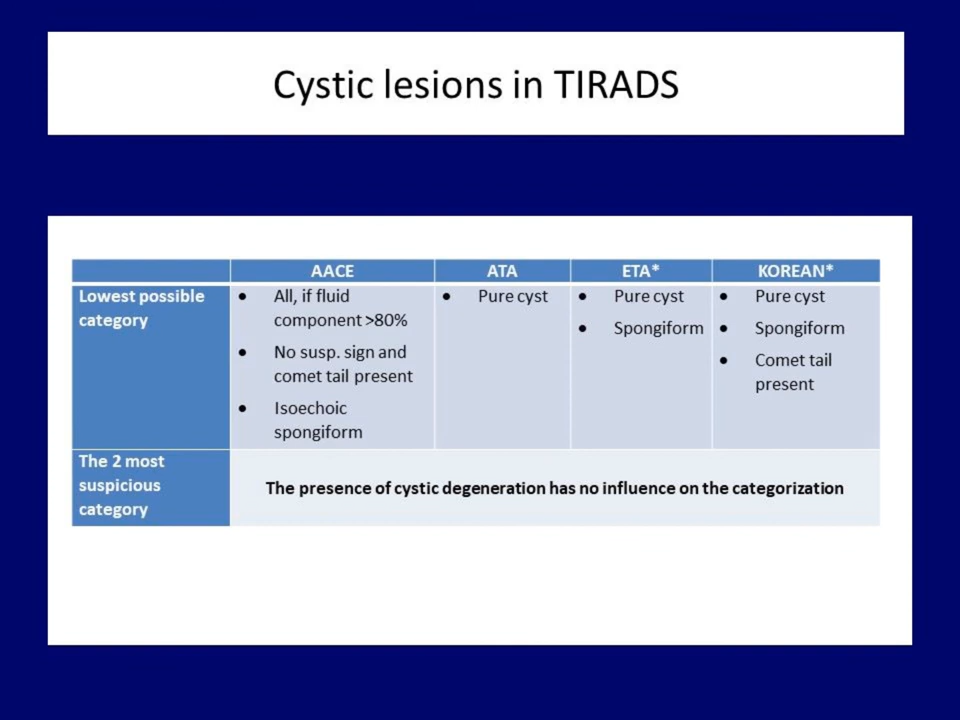 Cystic lesions in TIRADS
AACE ATA ETA* KOREAN*
Lowest possible
category
• All, if fluid
component >80%
• No susp. sign and
comet tail present
• Isoechoic
spongiform
• Pure cyst
• Pure cyst
• Spongiform
• Pure cyst
• Spongiform
• Comet tail
present
The 2 most
suspicious
category
The presence of cystic degeneration has no influence on the categorization